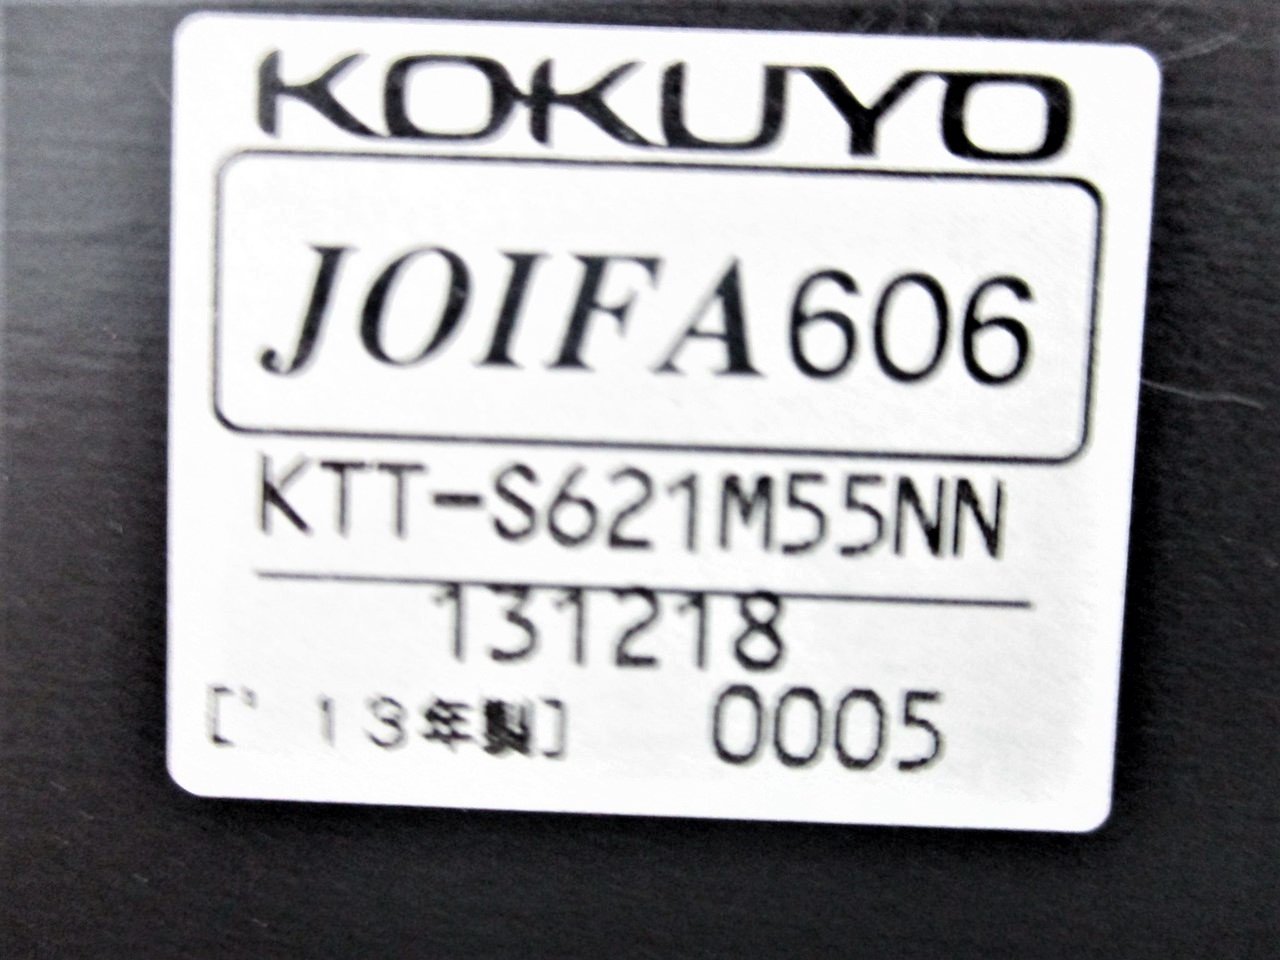 KOKUYO
JOIFA606
KTT-S621M55NN
131218
['13年製] 0005